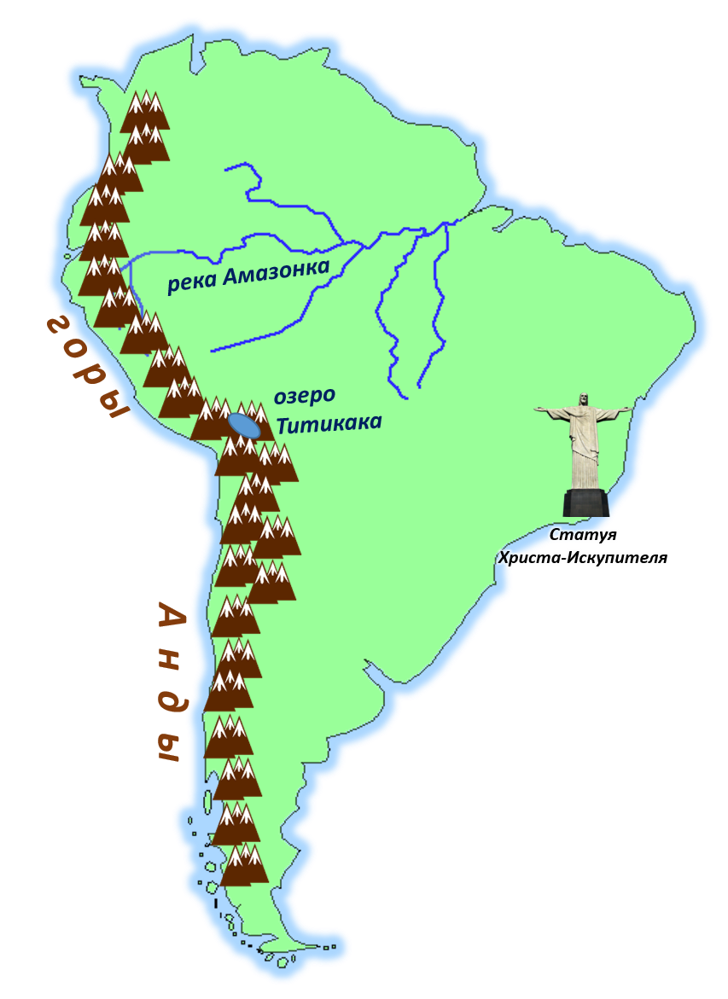 река Амазонка
горы
озеро
Титикака
Статуя
Христа-Искупителя
Анды